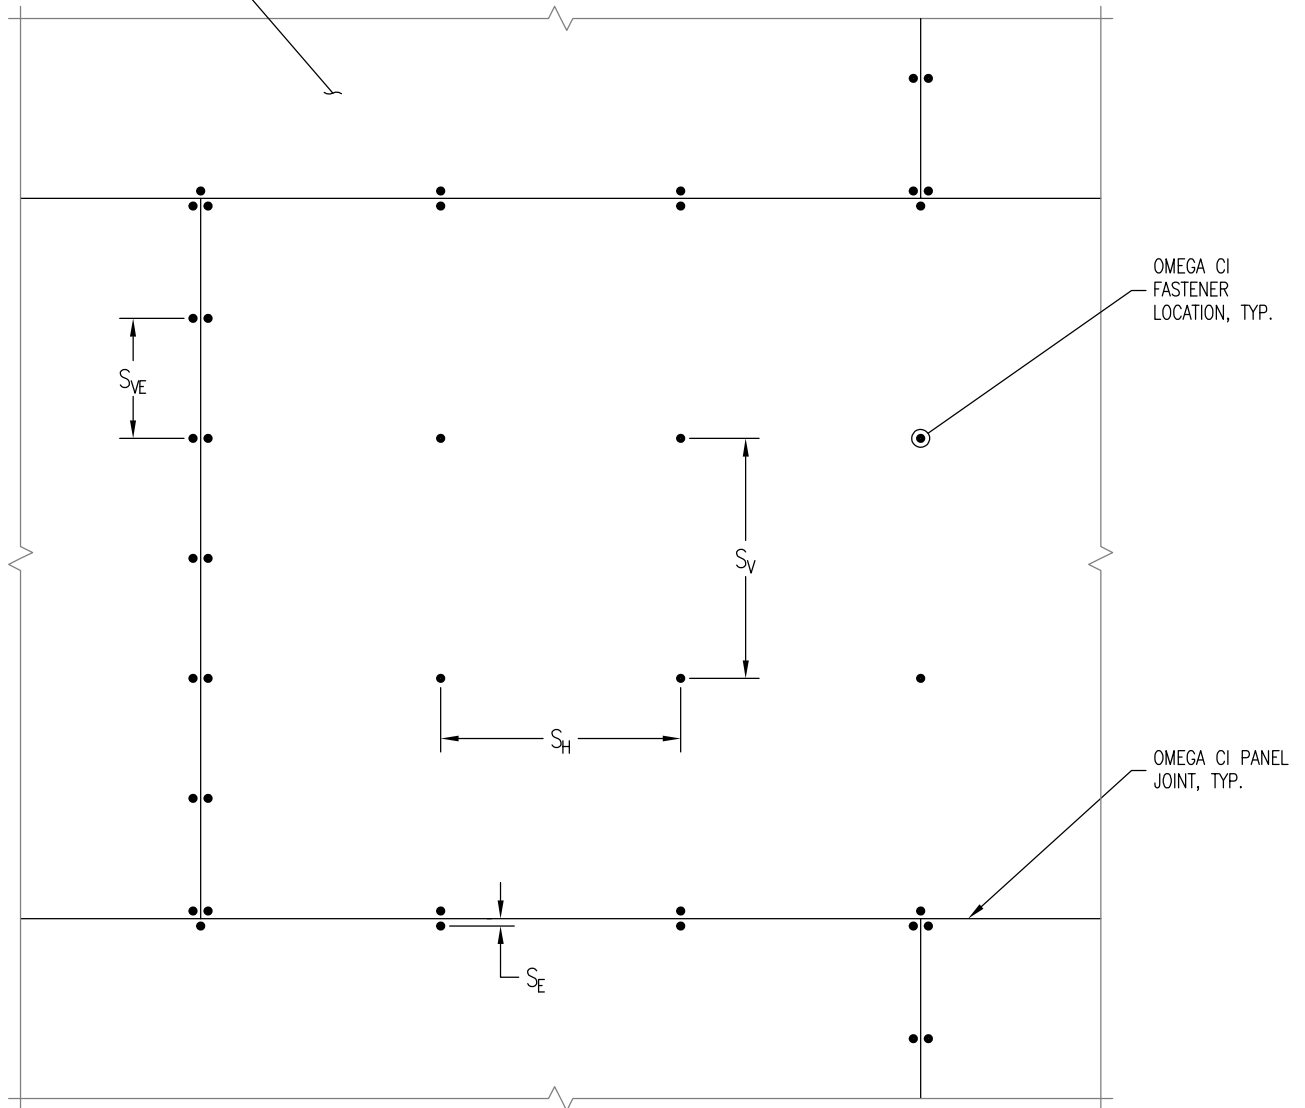 OMEGA CI
FASTENER
LOCATION, TYP.
SVE
SV
SH
OMEGA CI PANEL
JOINT, TYP.
SE